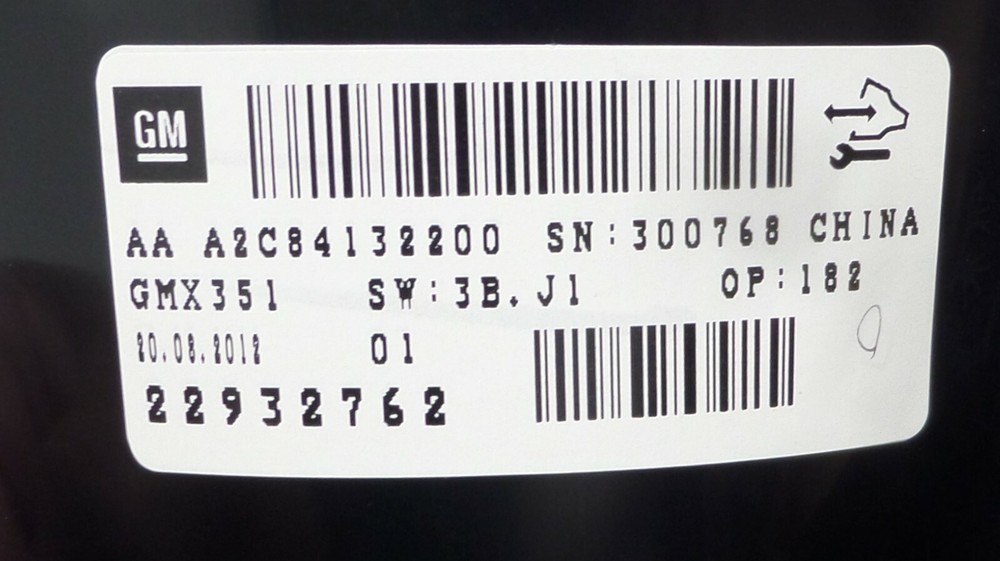 GM
AA A2C84132200 SN:300768 CHINA
GMX351 SW:3B.J1 OP:182
20.08.2012 01
22932762